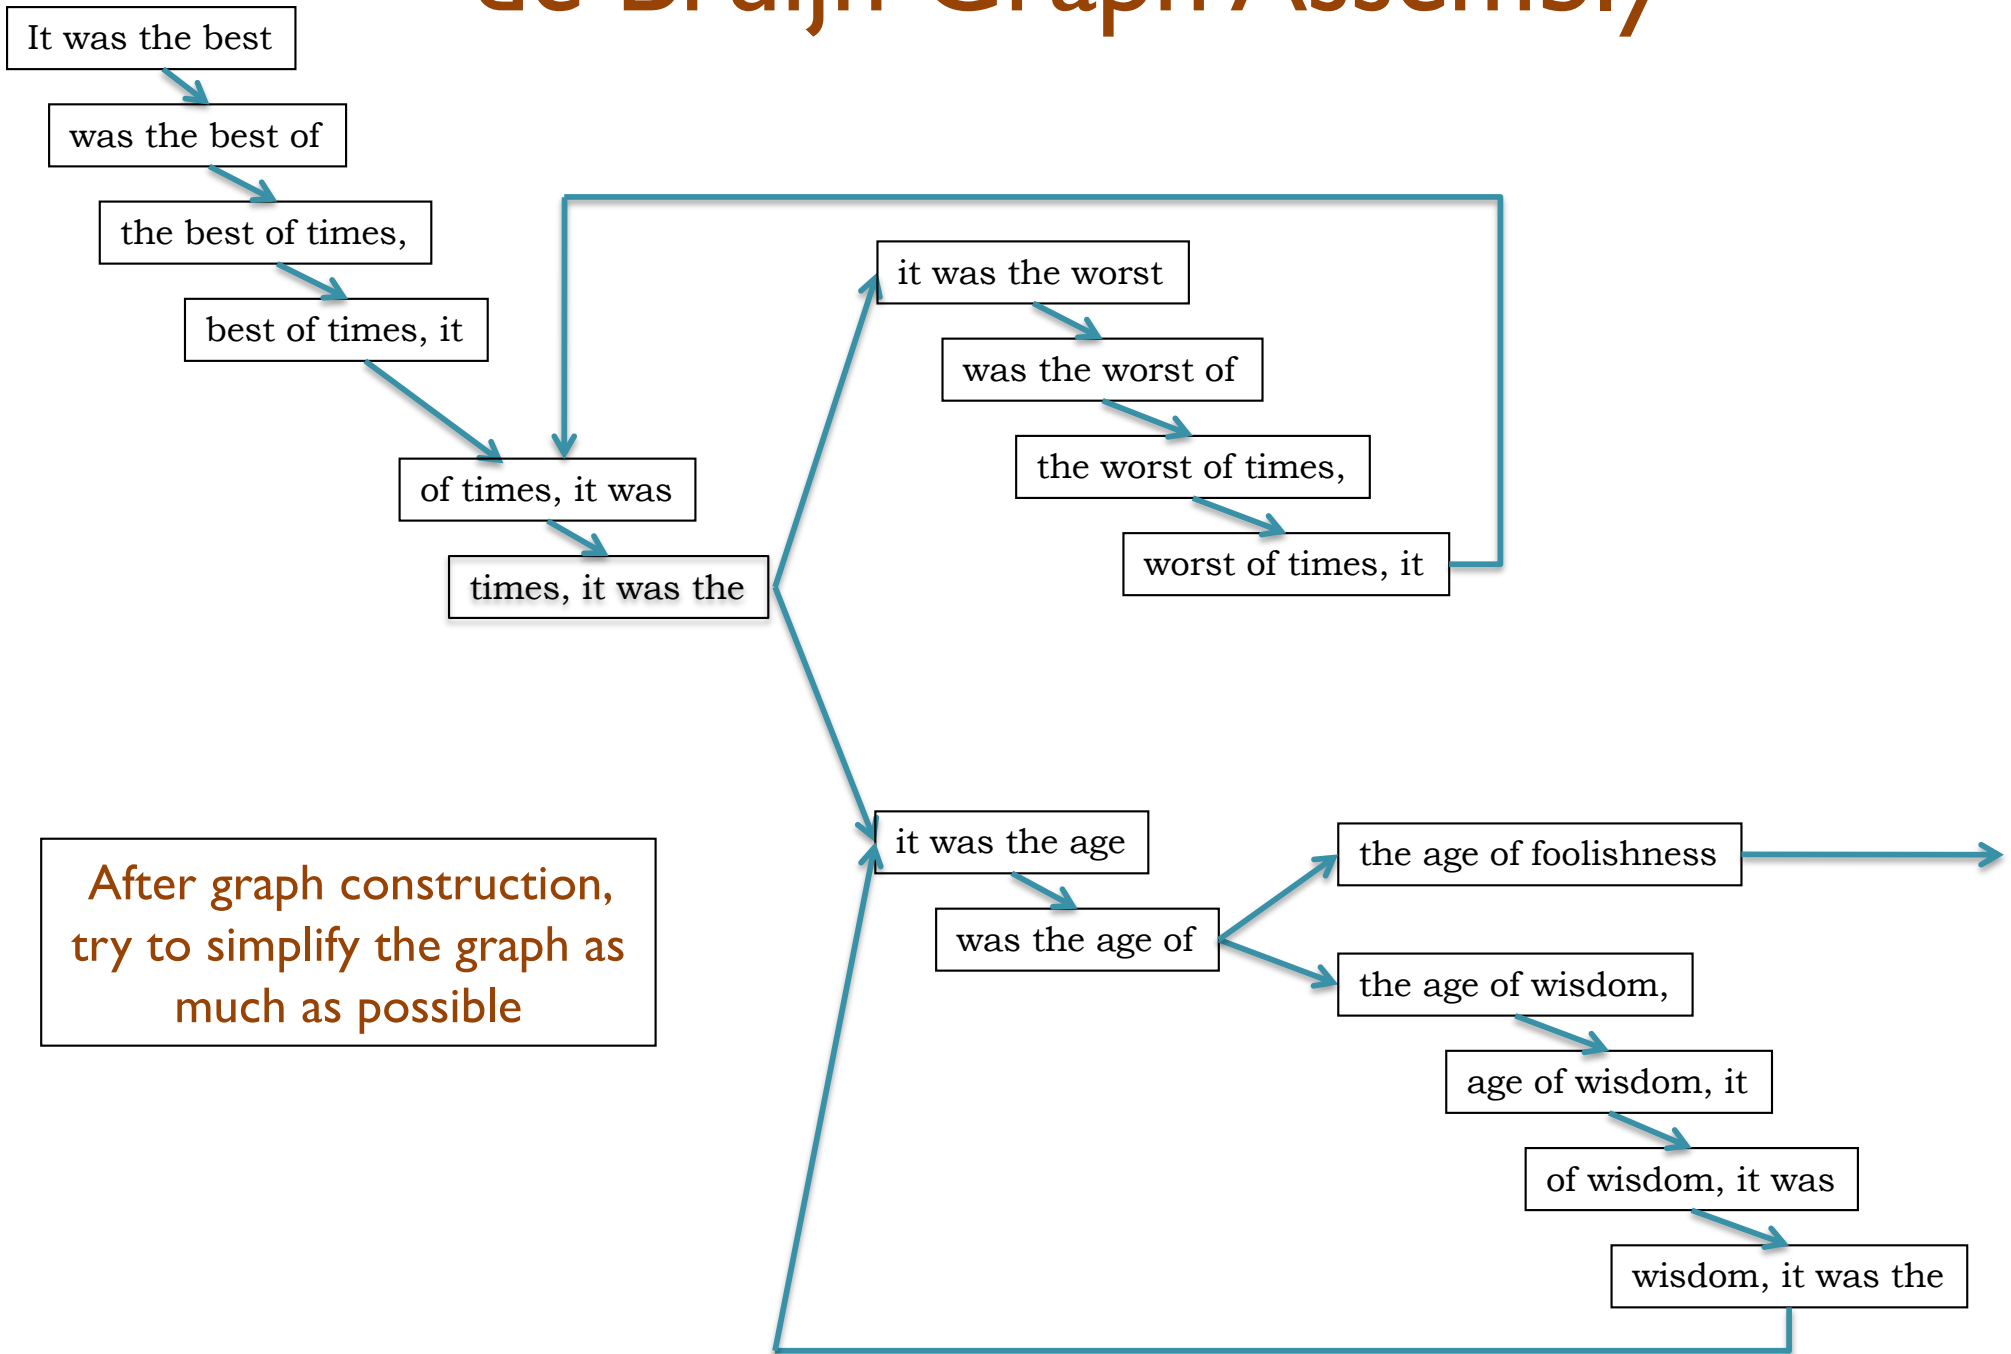 de Bruijn Graph Assembly
It was the best
was the best of
the best of times,
best of times, it
of times, it was
times, it was the
it was the worst
was the worst of
the worst of times,
worst of times, it
it was the age
was the age of
the age of foolishness
the age of wisdom,
age of wisdom, it
of wisdom, it was
wisdom, it was the
After graph construction,
try to simplify the graph as
much as possible